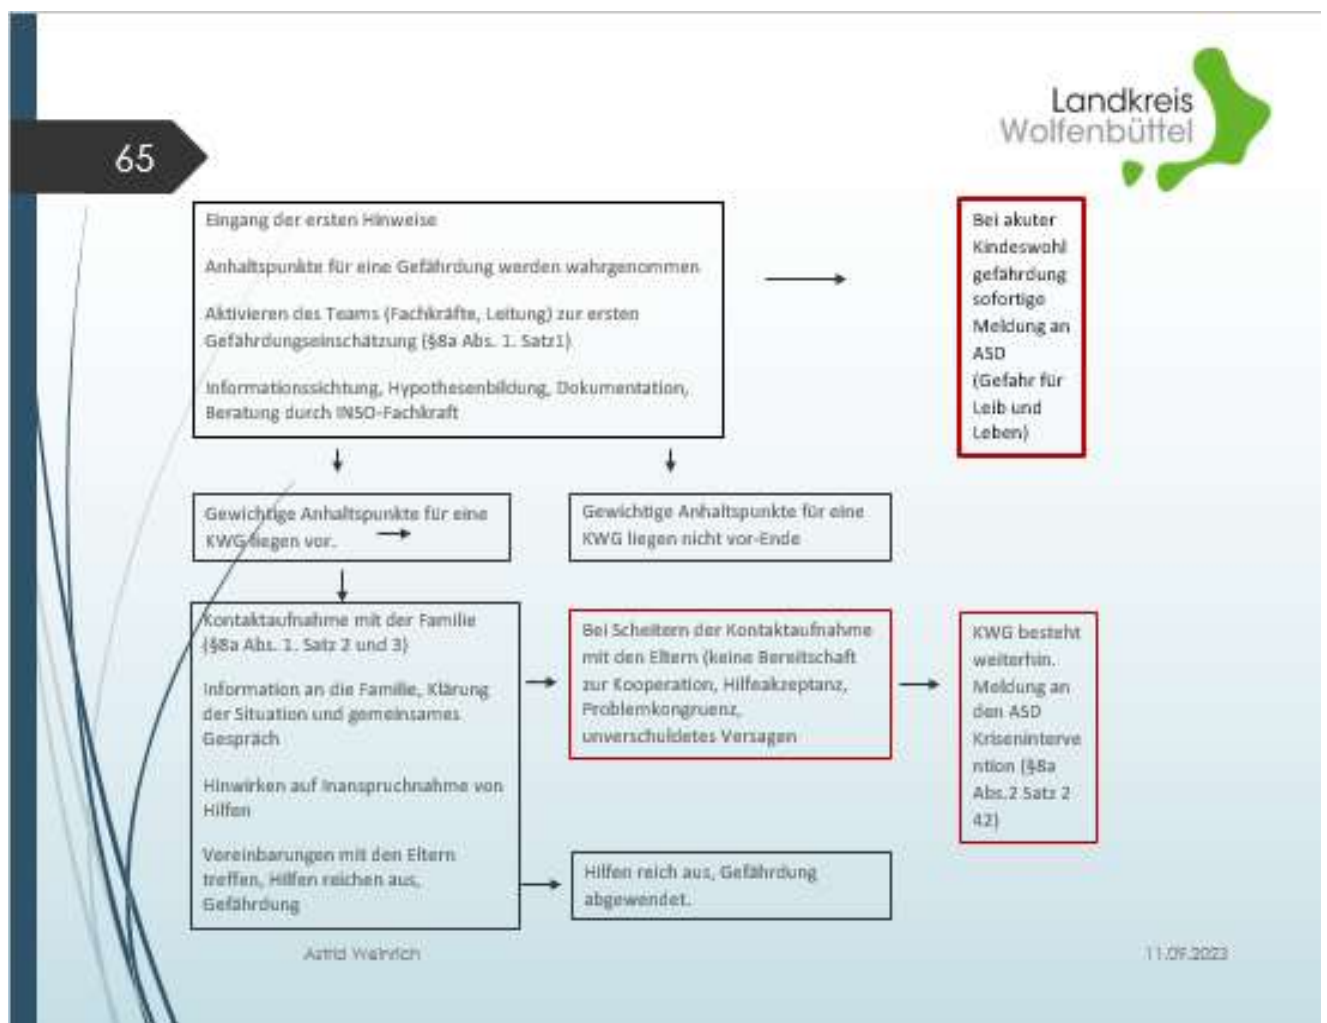 Landkreis
Wolfenbüttel
65
Eingang der ersten Hinweise
Anhaltspunkte für eine Gefährdung werden wahrgenommen
Aktivieren des Teams (Fachkräfte, Leitung) zur ersten
Gefährdungseinschätzung (§8a Abs. 1. Satz1)
Informationssichtung, Hypothesenbildung, Dokumentation,
Beratung durch INSO-Fachkraft
Bei akuter
Kindeswohl
gefährdung
sofortige
Meldung an
ASD
(Gefahr für
Leib und
Leben)
Gewichtige Anhaltspunkte für eine
KWG liegen vor.
Gewichtige Anhaltspunkte für eine
KWG liegen nicht vor-Ende
Kontaktaufnahme mit der Familie
(§8a Abs. 1. Satz 2 und 3)
Information an die Familie, Klärung
der Situation und gemeinsames
Gespräch
Hinwirken auf Inanspruchnahme von
Hilfen
Vereinbarungen mit den Eltern
treffen, Hilfen reichen aus,
Gefährdung
Bei Scheitern der Kontaktaufnahme
mit den Eltern (keine Bereitschaft
zur Kooperation, Hilfeakzeptanz,
Problemkongruenz,
unverschuldetes Versagen
KWG besteht
weiterhin.
Meldung an
den ASD
Kriseninterve
ntion (§8a
Abs.2 Satz 2
42)
Hilfen reich aus, Gefährdung
abgewendet.
Astrid Weinrich
11.09.2023